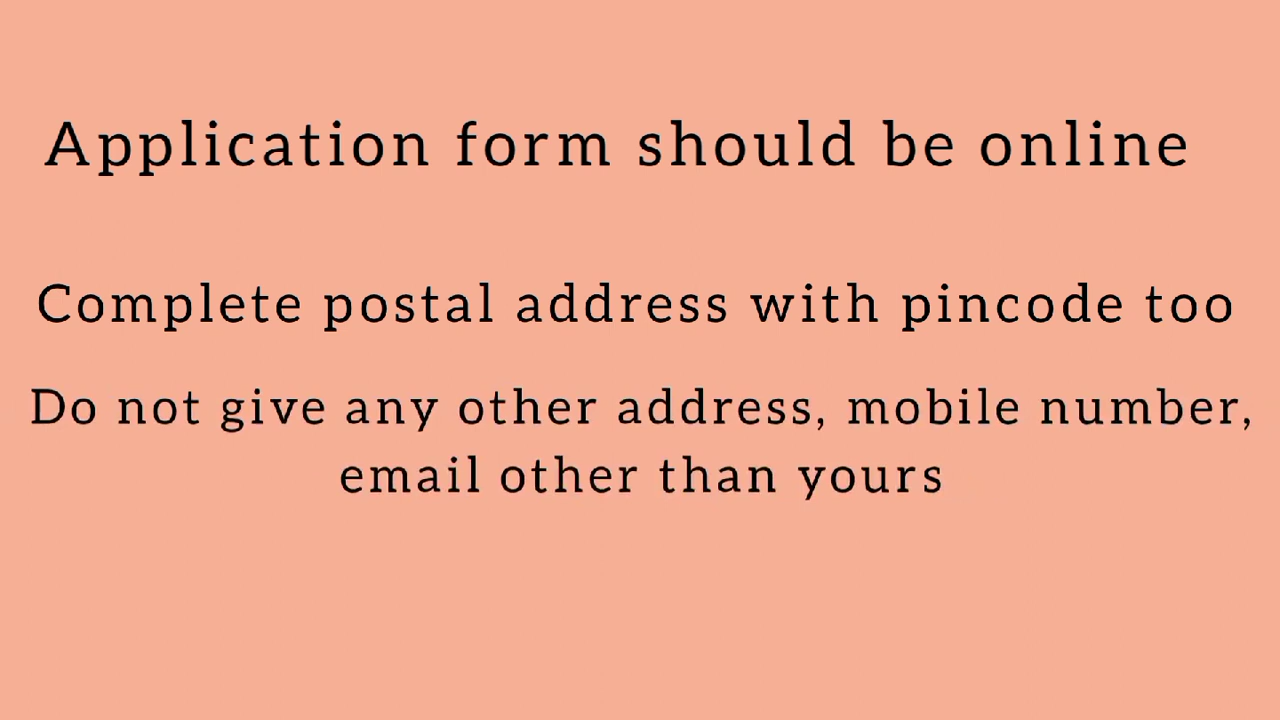 Application form should be online
Complete postal address with pincode too
Do not give any other address, mobile number,
email other than yours